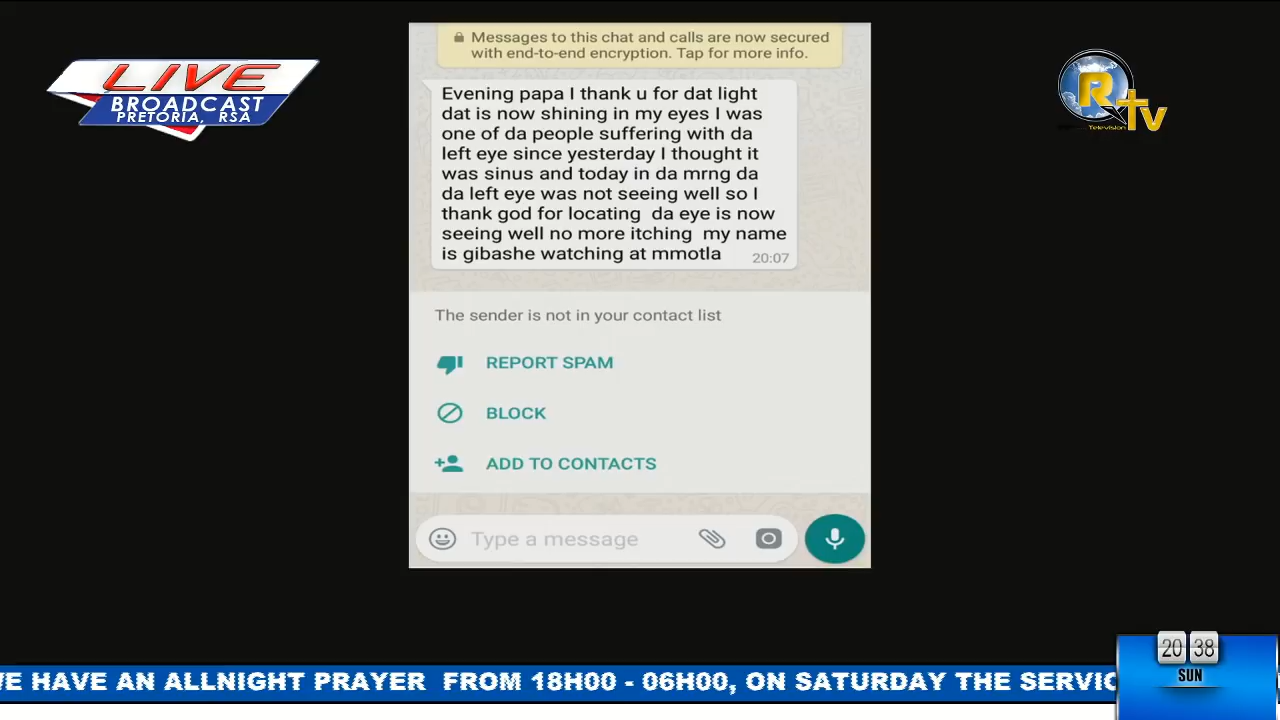 LIVE
BROADCAST
PRETORIA, RSA
R tv
Television
Messages to this chat and calls are now secured
with end-to-end encryption. Tap for more info.
Evening papa I thank u for dat light
dat is now shining in my eyes I was
one of da people suffering with da
left eye since yesterday I thought it
was sinus and today in da mrng da
da left eye was not seeing well so I
thank god for locating da eye is now
seeing well no more itching my name
is gibashe watching at mmotla
20:07
The sender is not in your contact list
REPORT SPAM
BLOCK
ADD TO CONTACTS
Type a message
20 38
SUN
WE HAVE AN ALLNIGHT PRAYER FROM 18H00 - 06H00, ON SATURDAY THE SERVIC